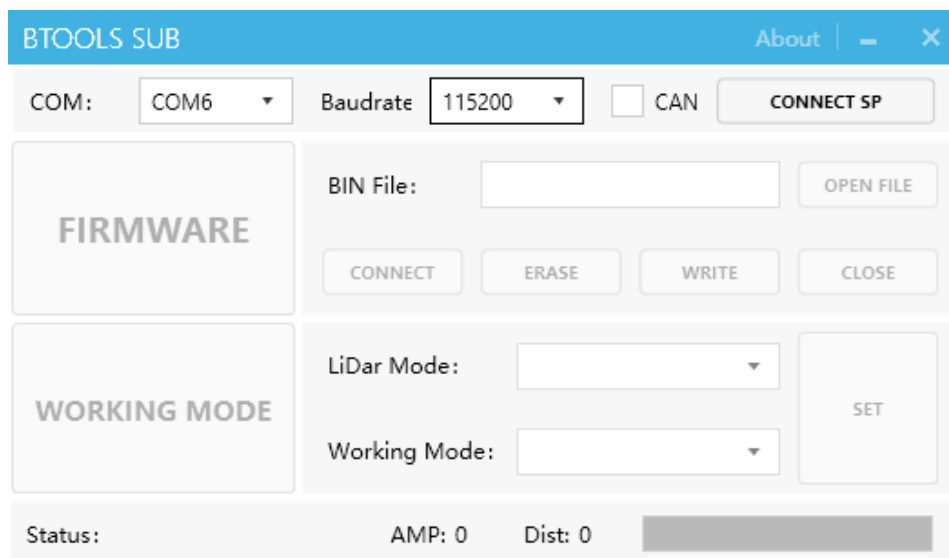 BTOOLS SUB About
COM: COM6 Baudrate 115200 CAN CONNECT SP
FIRMWARE
BIN File: OPEN FILE
CONNECT ERASE WRITE CLOSE
WORKING MODE
LiDar Mode:
Working Mode:
SET
Status: AMP: 0 Dist: 0